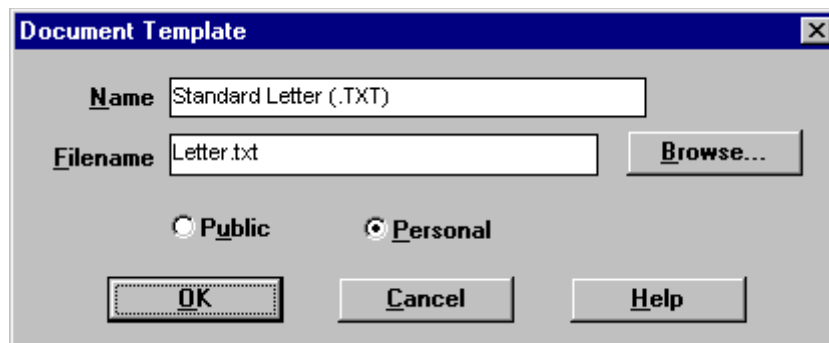 Document Template
Name Standard Letter (.TXT)
Filename Letter.txt Browse...
Public Personal
OK Cancel Help